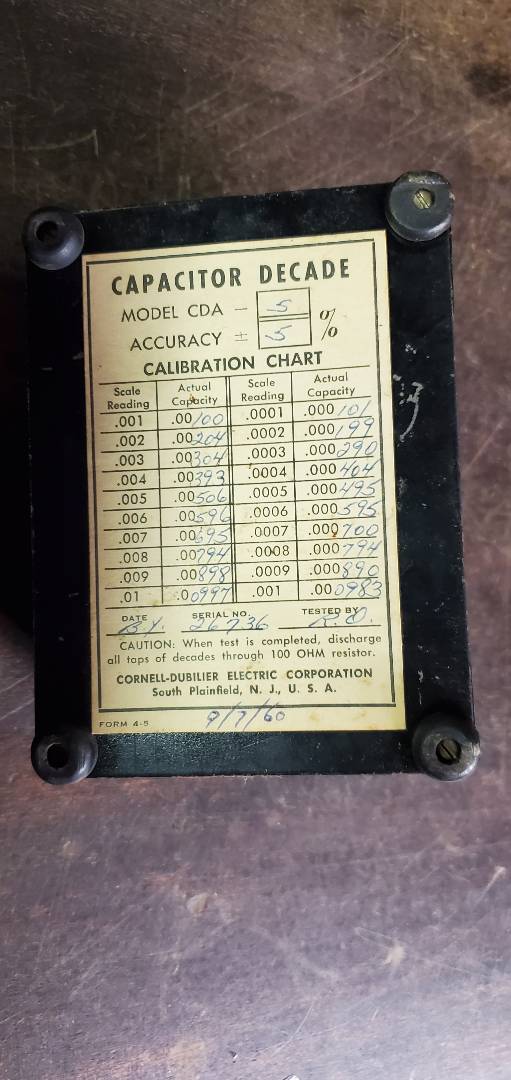 CAPACITOR DECADE
MODEL CDA - 5
ACCURACY ± 5 %
CALIBRATION CHART
Scale Reading Actual Capacity Scale Reading Actual Capacity
.001 .00100 .0001 .000101
.002 .00204 .0002 .000199
.003 .00304 .0003 .000290
.004 .00393 .0004 .000404
.005 .00506 .0005 .000495
.006 .00596 .0006 .000595
.007 .00695 .0007 .000700
.008 .00794 .0008 .000794
.009 .00898 .0009 .000890
.01 .00997 .001 .000983
DATE SERIAL NO. 26736 TESTED BY
CAUTION: When test is completed, discharge
all taps of decades through 100 OHM resistor.
CORNELL-DUBILIER ELECTRIC CORPORATION
South Plainfield, N. J., U. S. A.
FORM 4-5 9/7/60